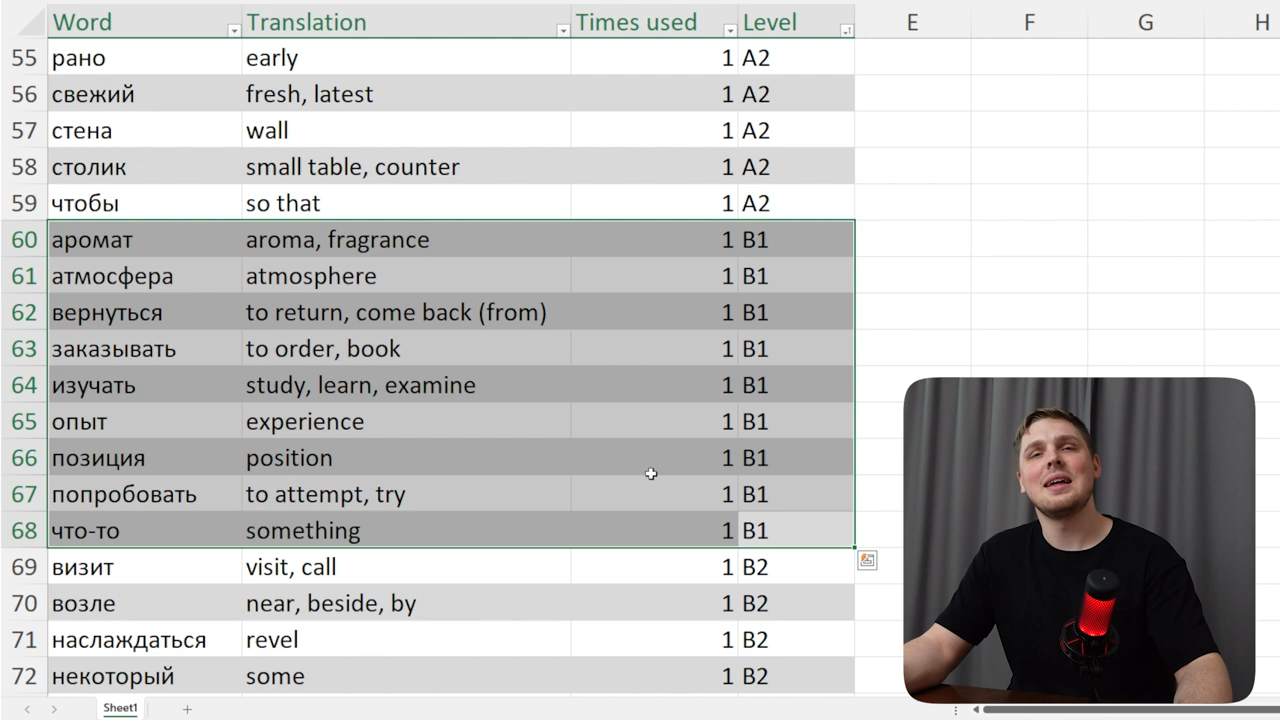 Word Translation Times used Level E F G H
55 рано early 1 A2
56 свежий fresh, latest 1 A2
57 стена wall 1 A2
58 столик small table, counter 1 A2
59 чтобы so that 1 A2
60 аромат aroma, fragrance 1 B1
61 атмосфера atmosphere 1 B1
62 вернуться to return, come back (from) 1 B1
63 заказывать to order, book 1 B1
64 изучать study, learn, examine 1 B1
65 опыт experience 1 B1
66 позиция position 1 B1
67 попробовать to attempt, try 1 B1
68 что-то something 1 B1
69 визит visit, call 1 B2
70 возле near, beside, by 1 B2
71 наслаждаться revel 1 B2
72 некоторый some 1 B2
Sheet1